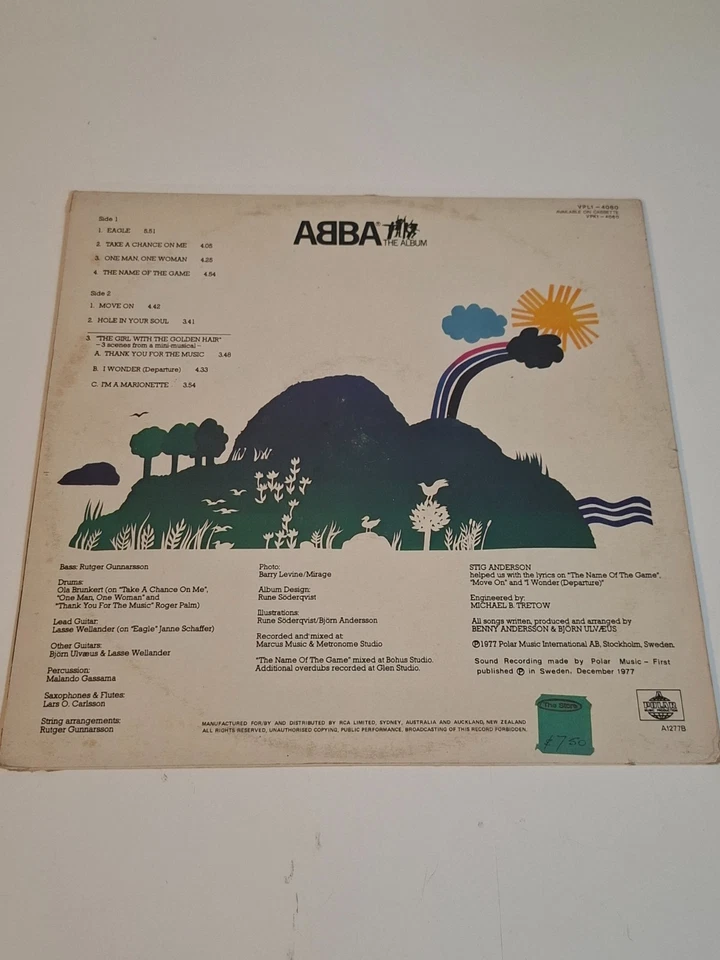 VPL1 - 4060
AVAILABLE ON CASSETTE
VPK1 - 4060
ABBA®
THE ALBUM
Side 1
1. EAGLE 5.51
2. TAKE A CHANCE ON ME 4.05
3. ONE MAN, ONE WOMAN 4.25
4. THE NAME OF THE GAME 4.54
Side 2
1. MOVE ON 4.42
2. HOLE IN YOUR SOUL 3.41
3. "THE GIRL WITH THE GOLDEN HAIR"
– 3 scenes from a mini-musical –
A. THANK YOU FOR THE MUSIC 3.48
B. I WONDER (Departure) 4.33
C. I'M A MARIONETTE 3.54
Bass: Rutger Gunnarsson
Drums:
Ola Brunkert (on "Take A Chance On Me",
"One Man, One Woman" and
"Thank You For The Music" Roger Palm)
Lead Guitar:
Lasse Wellander (on "Eagle" Janne Schaffer)
Other Guitars:
Björn Ulvæus & Lasse Wellander
Percussion:
Malando Gassama
Saxophones & Flutes:
Lars O. Carlsson
String arrangements:
Rutger Gunnarsson
Photo:
Barry Levine/Mirage
Album Design:
Rune Söderqvist
Illustrations:
Rune Söderqvist/Björn Andersson
Recorded and mixed at
Marcus Music & Metronome Studio
"The Name Of The Game" mixed at Bohus Studio.
Additional overdubs recorded at Glen Studio.
STIG ANDERSON
helped us with the lyrics on "The Name Of The Game",
"Move On" and "I Wonder (Departure)"
Engineered by:
MICHAEL B. TRETOW
All songs written, produced and arranged by
BENNY ANDERSSON & BJÖRN ULVÆUS
℗ 1977 Polar Music International AB, Stockholm, Sweden.
Sound Recording made by Polar Music – First
published ℗ in Sweden, December 1977
MANUFACTURED FOR/BY AND DISTRIBUTED BY RCA LIMITED, SYDNEY, AUSTRALIA AND AUCKLAND, NEW ZEALAND
ALL RIGHTS RESERVED, UNAUTHORISED COPYING, PUBLIC PERFORMANCE, BROADCASTING OF THIS RECORD FORBIDDEN.
The Store
£7.50
POLAR
A1277B